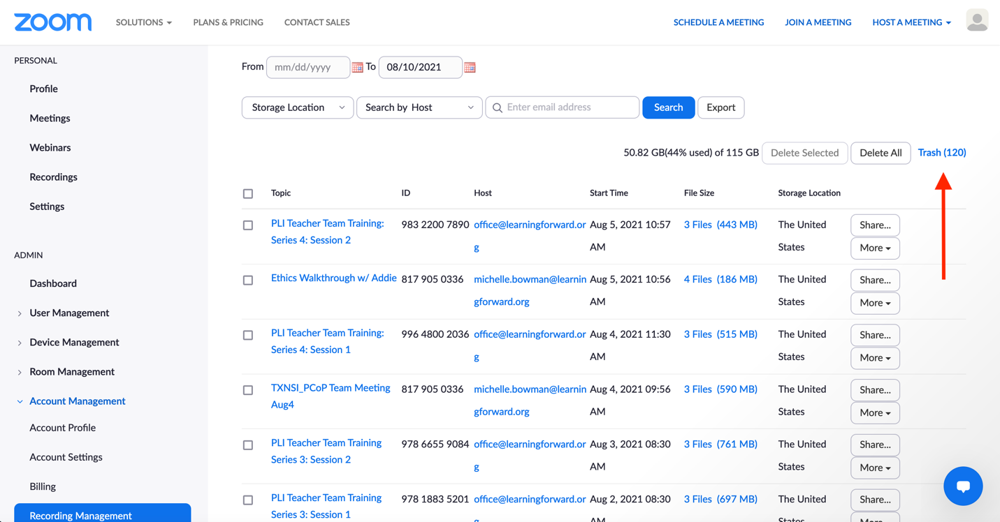 zoom
SOLUTIONS
PLANS & PRICING
CONTACT SALES
SCHEDULE A MEETING
JOIN A MEETING
HOST A MEETING
PERSONAL
Profile
Meetings
Webinars
Recordings
Settings
ADMIN
Dashboard
User Management
Device Management
Room Management
Account Management
Account Profile
Account Settings
Billing
Recording Management
From mm/dd/yyyy To 08/10/2021
Storage Location
Search by Host
Enter email address
Search
Export
50.82 GB(44% used) of 115 GB
Delete Selected
Delete All
Trash (120)
Topic ID Host Start Time File Size Storage Location
PLI Teacher Team Training: 983 2200 7890 office@learningforward.or Aug 5, 2021 10:57 3 Files (443 MB) The United Share...
Series 4: Session 2 g AM States More
Ethics Walkthrough w/ Addie 817 905 0336 michelle.bowman@learnin Aug 5, 2021 10:56 4 Files (186 MB) The United Share...
gforward.org AM States More
PLI Teacher Team Training: 996 4800 2036 office@learningforward.or Aug 4, 2021 11:30 3 Files (515 MB) The United Share...
Series 4: Session 1 g AM States More
TXNSI_PCoP Team Meeting 817 905 0336 michelle.bowman@learnin Aug 4, 2021 09:56 3 Files (590 MB) The United Share...
Aug4 gforward.org AM States More
PLI Teacher Team Training 978 6655 9084 office@learningforward.or Aug 3, 2021 08:30 3 Files (761 MB) The United Share...
Series 3: Session 2 g AM States More
PLI Teacher Team Training 978 1883 5201 office@learningforward.or Aug 2, 2021 08:30 3 Files (697 MB) The United Share...
Series 3: Session 1 g AM States More